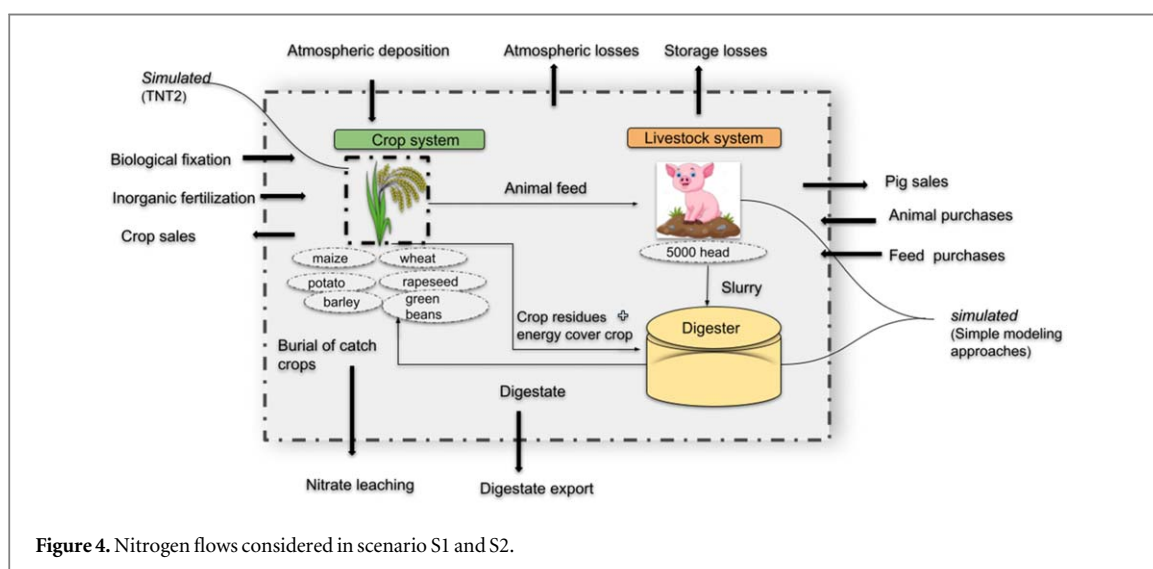 Atmospheric deposition
Atmospheric losses
Storage losses
Simulated
(TNT2)
Crop system
Livestock system
Biological fixation
Inorganic fertilization
Crop sales
Animal feed
Pig sales
Animal purchases
Feed purchases
5000 head
maize
wheat
potato
rapeseed
barley
green
beans
Slurry
Crop residues +
energy cover crop
Digester
simulated
(Simple modeling
approaches)
Burial of catch
crops
Digestate
Nitrate leaching
Digestate export
Figure 4. Nitrogen flows considered in scenario S1 and S2.